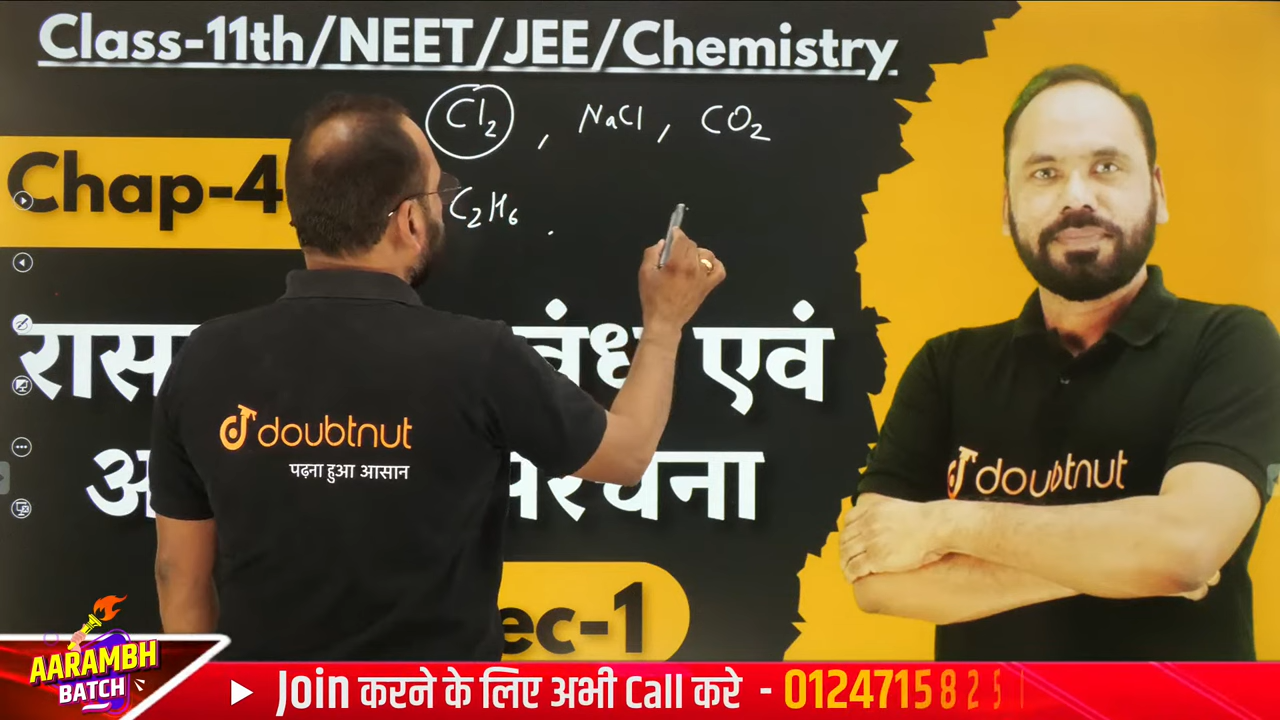 Class-11th/NEET/JEE/Chemistry
Cl₂ , NaCl , CO₂
Chap-4
C₂H₆ .
एवं
doubtnut
पढ़ना हुआ आसान
doubtnut
ec-1
AARAMBH
BATCH
Join करने के लिए अभी Call करे - 0124715825